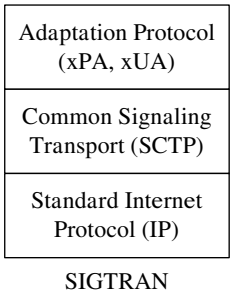 Adaptation Protocol
(xPA, xUA)
Common Signaling
Transport (SCTP)
Standard Internet
Protocol (IP)
SIGTRAN